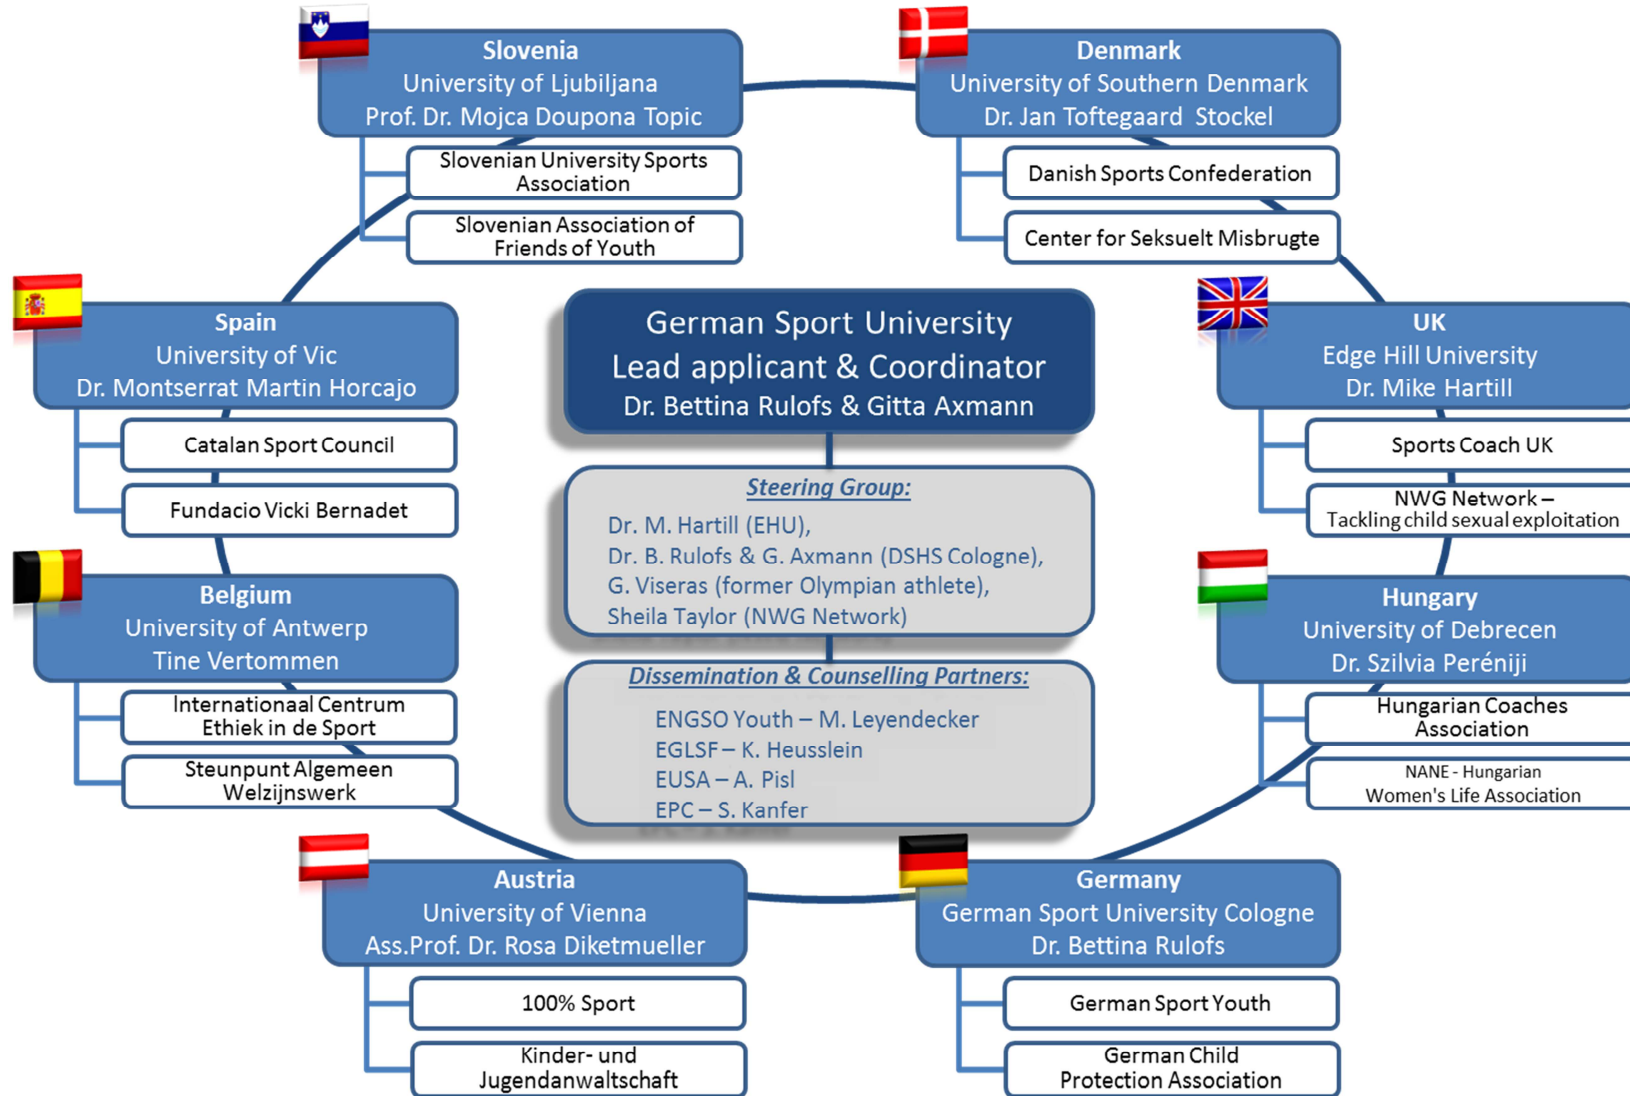 Slovenia
University of Ljubiljana
Prof. Dr. Mojca Doupona Topic
Slovenian University Sports
Association
Slovenian Association of
Friends of Youth
Denmark
University of Southern Denmark
Dr. Jan Toftegaard Stockel
Danish Sports Confederation
Center for Seksuelt Misbrugte
Spain
University of Vic
Dr. Montserrat Martin Horcajo
Catalan Sport Council
Fundacio Vicki Bernadet
German Sport University
Lead applicant & Coordinator
Dr. Bettina Rulofs & Gitta Axmann
UK
Edge Hill University
Dr. Mike Hartill
Sports Coach UK
NWG Network –
Tackling child sexual exploitation
Steering Group:
Dr. M. Hartill (EHU),
Dr. B. Rulofs & G. Axmann (DSHS Cologne),
G. Viseras (former Olympian athlete),
Sheila Taylor (NWG Network)
Belgium
University of Antwerp
Tine Vertommen
Internationaal Centrum
Ethiek in de Sport
Steunpunt Algemeen
Welzijnswerk
Dissemination & Counselling Partners:
ENGSO Youth – M. Leyendecker
EGLSF – K. Heusslein
EUSA – A. Pisl
EPC – S. Kanfer
Hungary
University of Debrecen
Dr. Szilvia Peréniji
Hungarian Coaches
Association
NANE - Hungarian
Women's Life Association
Austria
University of Vienna
Ass.Prof. Dr. Rosa Diketmueller
100% Sport
Kinder- und
Jugendanwaltschaft
Germany
German Sport University Cologne
Dr. Bettina Rulofs
German Sport Youth
German Child
Protection Association